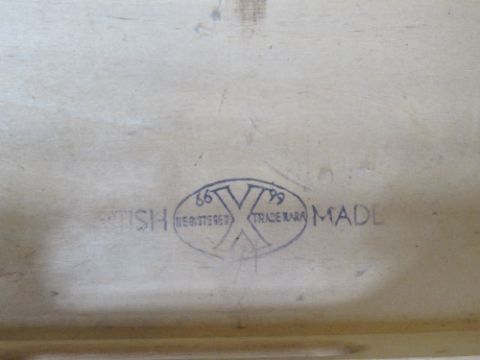 66 99
TISH REGISTERED X TRADE MARK MADE